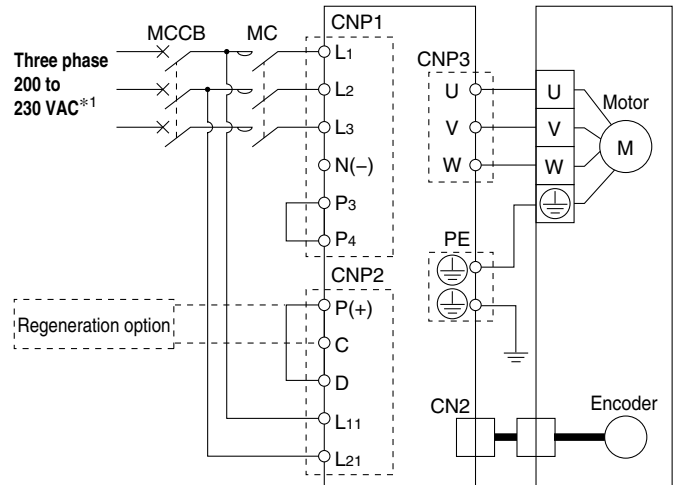 CNP1
MCCB
MC
Three phase
200 to
230 VAC*1
L1
L2
L3
N(−)
P3
P4
CNP3
U
V
W
U
V
W
Motor
M
PE
CNP2
Regeneration option
P(+)
C
D
L11
L21
CN2
Encoder